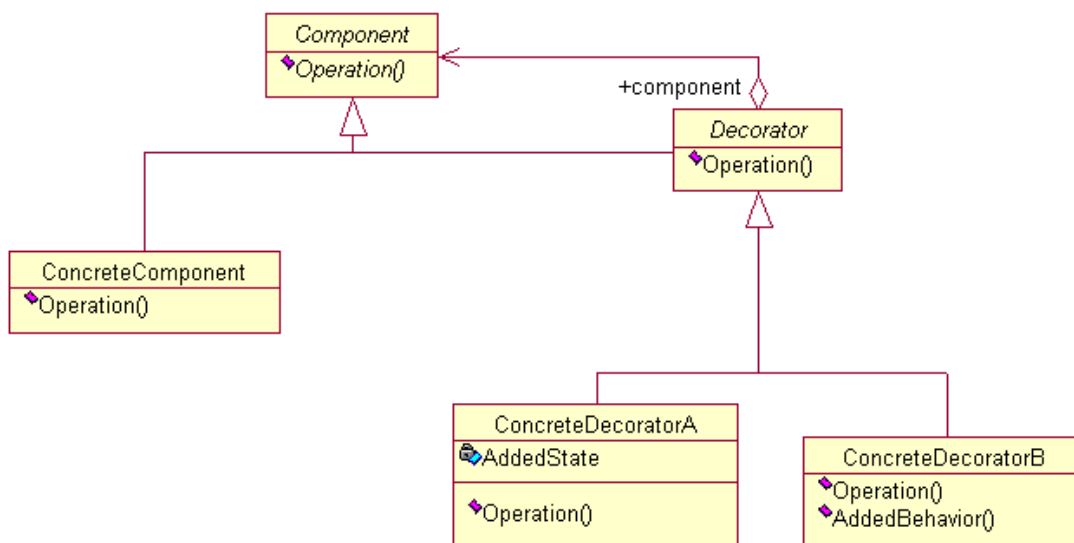 Component
Operation()
+component
Decorator
Operation()
ConcreteComponent
Operation()
ConcreteDecoratorA
AddedState
Operation()
ConcreteDecoratorB
Operation()
AddedBehavior()